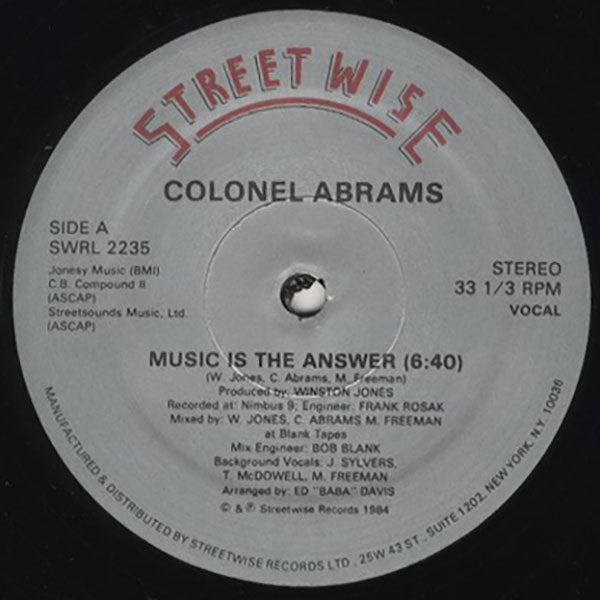 STREETWISE
COLONEL ABRAMS
SIDE A
SWRL 2235
Jonesy Music (BMI)
C.B. Compound II
(ASCAP)
Streetsounds Music, Ltd.
(ASCAP)
STEREO
33 1/3 RPM
VOCAL
MUSIC IS THE ANSWER (6:40)
(W. Jones, C. Abrams, M. Freeman)
Produced by: WINSTON JONES
Recorded at: Nimbus 9; Engineer: FRANK ROSAK
Mixed by: W. JONES, C. ABRAMS M. FREEMAN
at Blank Tapes
Mix Engineer: BOB BLANK
Background Vocals: J. SYLVERS,
T. McDOWELL, M. FREEMAN
Arranged by: ED "BABA" DAVIS
© & ℗ Streetwise Records 1984
MANUFACTURED & DISTRIBUTED BY STREETWISE RECORDS LTD., 25W 43 ST., SUITE 1202, NEW YORK, N.Y. 10036